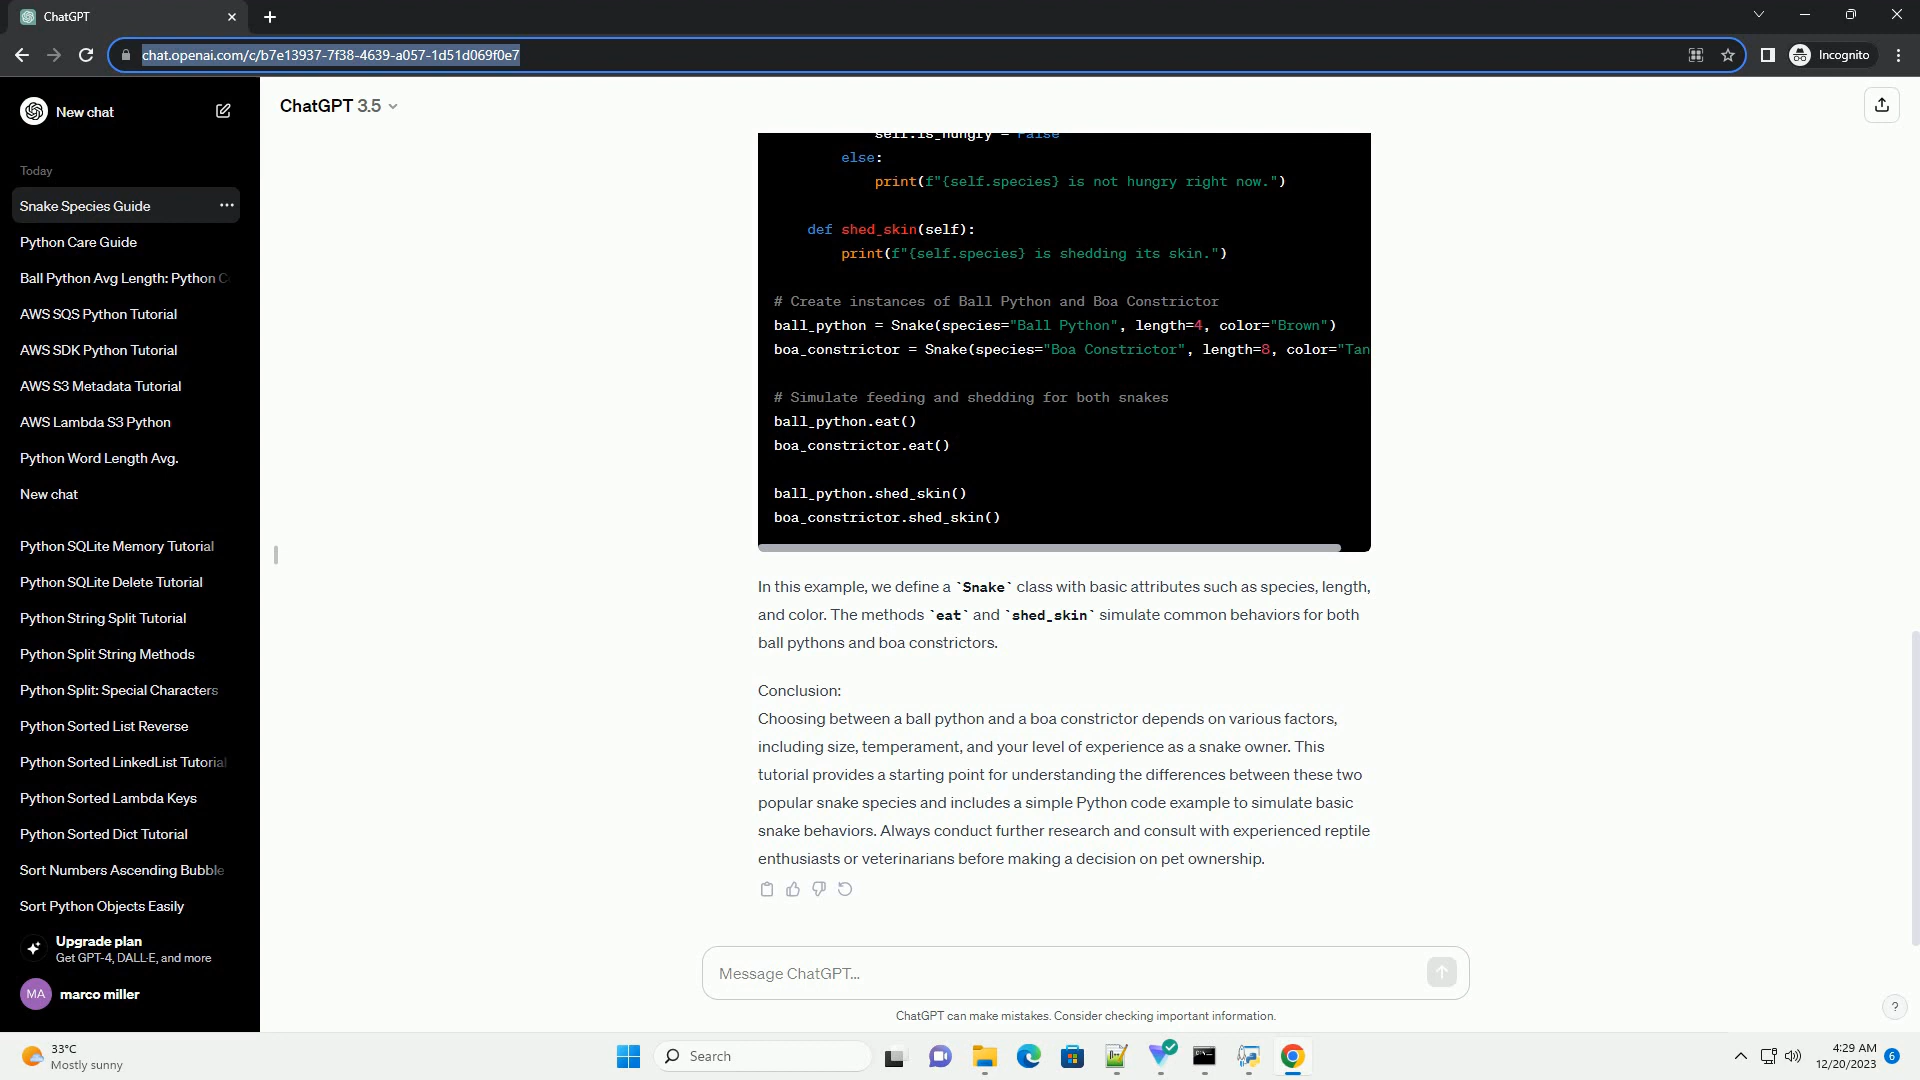 ChatGPT
chat.openai.com/c/b7e13937-7f38-4639-a057-1d51d069f0e7
Incognito
New chat
Today
Snake Species Guide
Python Care Guide
Ball Python Avg Length: Python C
AWS SQS Python Tutorial
AWS SDK Python Tutorial
AWS S3 Metadata Tutorial
AWS Lambda S3 Python
Python Word Length Avg.
New chat
Python SQLite Memory Tutorial
Python SQLite Delete Tutorial
Python String Split Tutorial
Python Split String Methods
Python Split: Special Characters
Python Sorted List Reverse
Python Sorted LinkedList Tutorial
Python Sorted Lambda Keys
Python Sorted Dict Tutorial
Sort Numbers Ascending Bubble
Sort Python Objects Easily
Upgrade plan
Get GPT-4, DALL·E, and more
MA
marco miller
ChatGPT 3.5
self.is_hungry = False
else:
print(f"{self.species} is not hungry right now.")
def shed_skin(self):
print(f"{self.species} is shedding its skin.")
# Create instances of Ball Python and Boa Constrictor
ball_python = Snake(species="Ball Python", length=4, color="Brown")
boa_constrictor = Snake(species="Boa Constrictor", length=8, color="Tan
# Simulate feeding and shedding for both snakes
ball_python.eat()
boa_constrictor.eat()
ball_python.shed_skin()
boa_constrictor.shed_skin()
In this example, we define a `Snake` class with basic attributes such as species, length,
and color. The methods `eat` and `shed_skin` simulate common behaviors for both
ball pythons and boa constrictors.
Conclusion:
Choosing between a ball python and a boa constrictor depends on various factors,
including size, temperament, and your level of experience as a snake owner. This
tutorial provides a starting point for understanding the differences between these two
popular snake species and includes a simple Python code example to simulate basic
snake behaviors. Always conduct further research and consult with experienced reptile
enthusiasts or veterinarians before making a decision on pet ownership.
Message ChatGPT...
ChatGPT can make mistakes. Consider checking important information.
?
33°C
Mostly sunny
Search
4:29 AM
12/20/2023
6